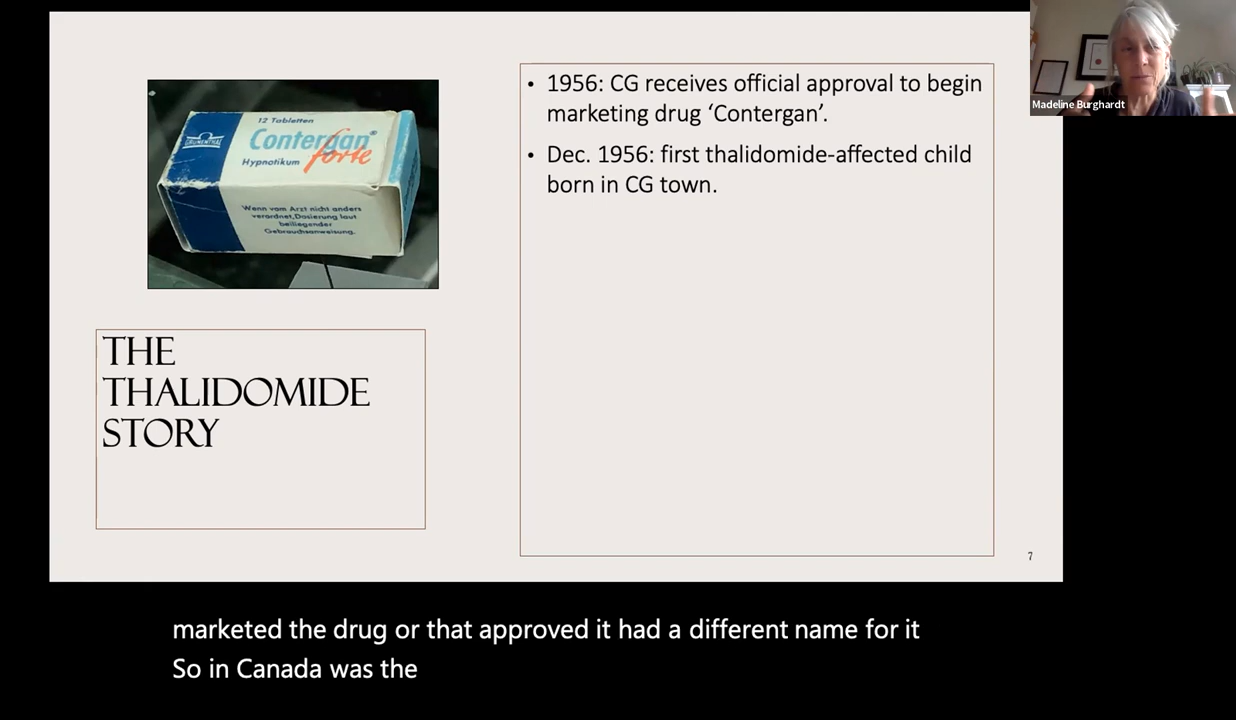 12 Tabletten
Contergan®
forte
Hypnotikum
GRÜNENTHAL
Wenn vom Arzt nicht anders
verordnet, Dosierung laut
beiliegender
Gebrauchsanweisung.
THE
THALIDOMIDE
STORY
• 1956: CG receives official approval to begin
marketing drug ‘Contergan’.
• Dec. 1956: first thalidomide-affected child
born in CG town.
7
Madeline Burghardt
marketed the drug or that approved it had a different name for it
So in Canada was the